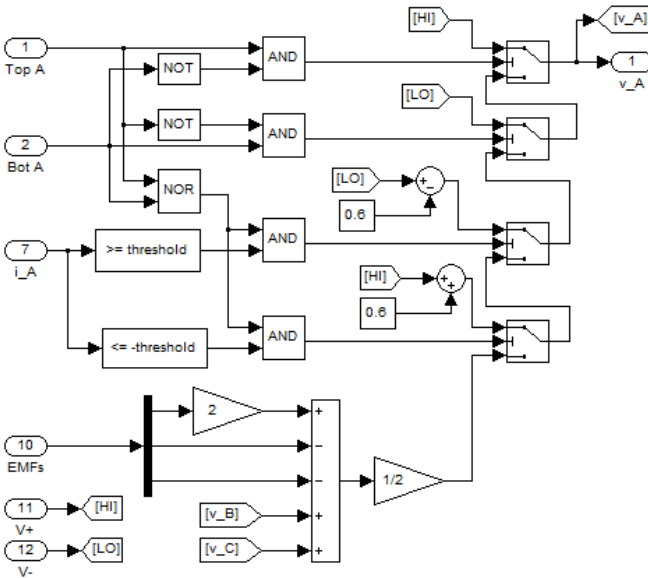 [HI]
[v_A]
1
Top A
AND
NOT
1
v_A
[LO]
NOT
AND
2
Bot A
NOR
[LO]
+
−
0.6
AND
7
i_A
>= threshold
[HI]
+
+
0.6
<= -threshold
AND
2
+
10
EMFs
−
−
1/2
11
V+
[HI]
[v_B]
+
12
V-
[LO]
[v_C]
+